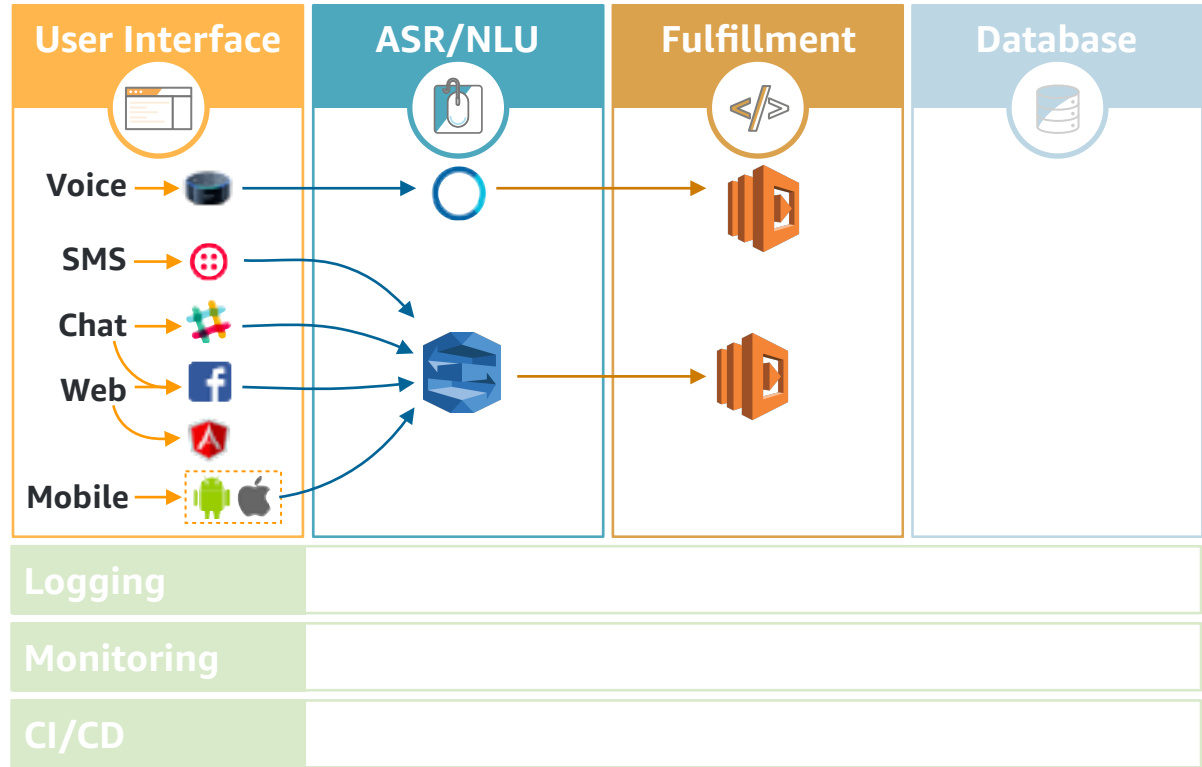 User Interface
ASR/NLU
Fulfillment
Database
Voice
SMS
Chat
Web
Mobile
Logging
Monitoring
CI/CD